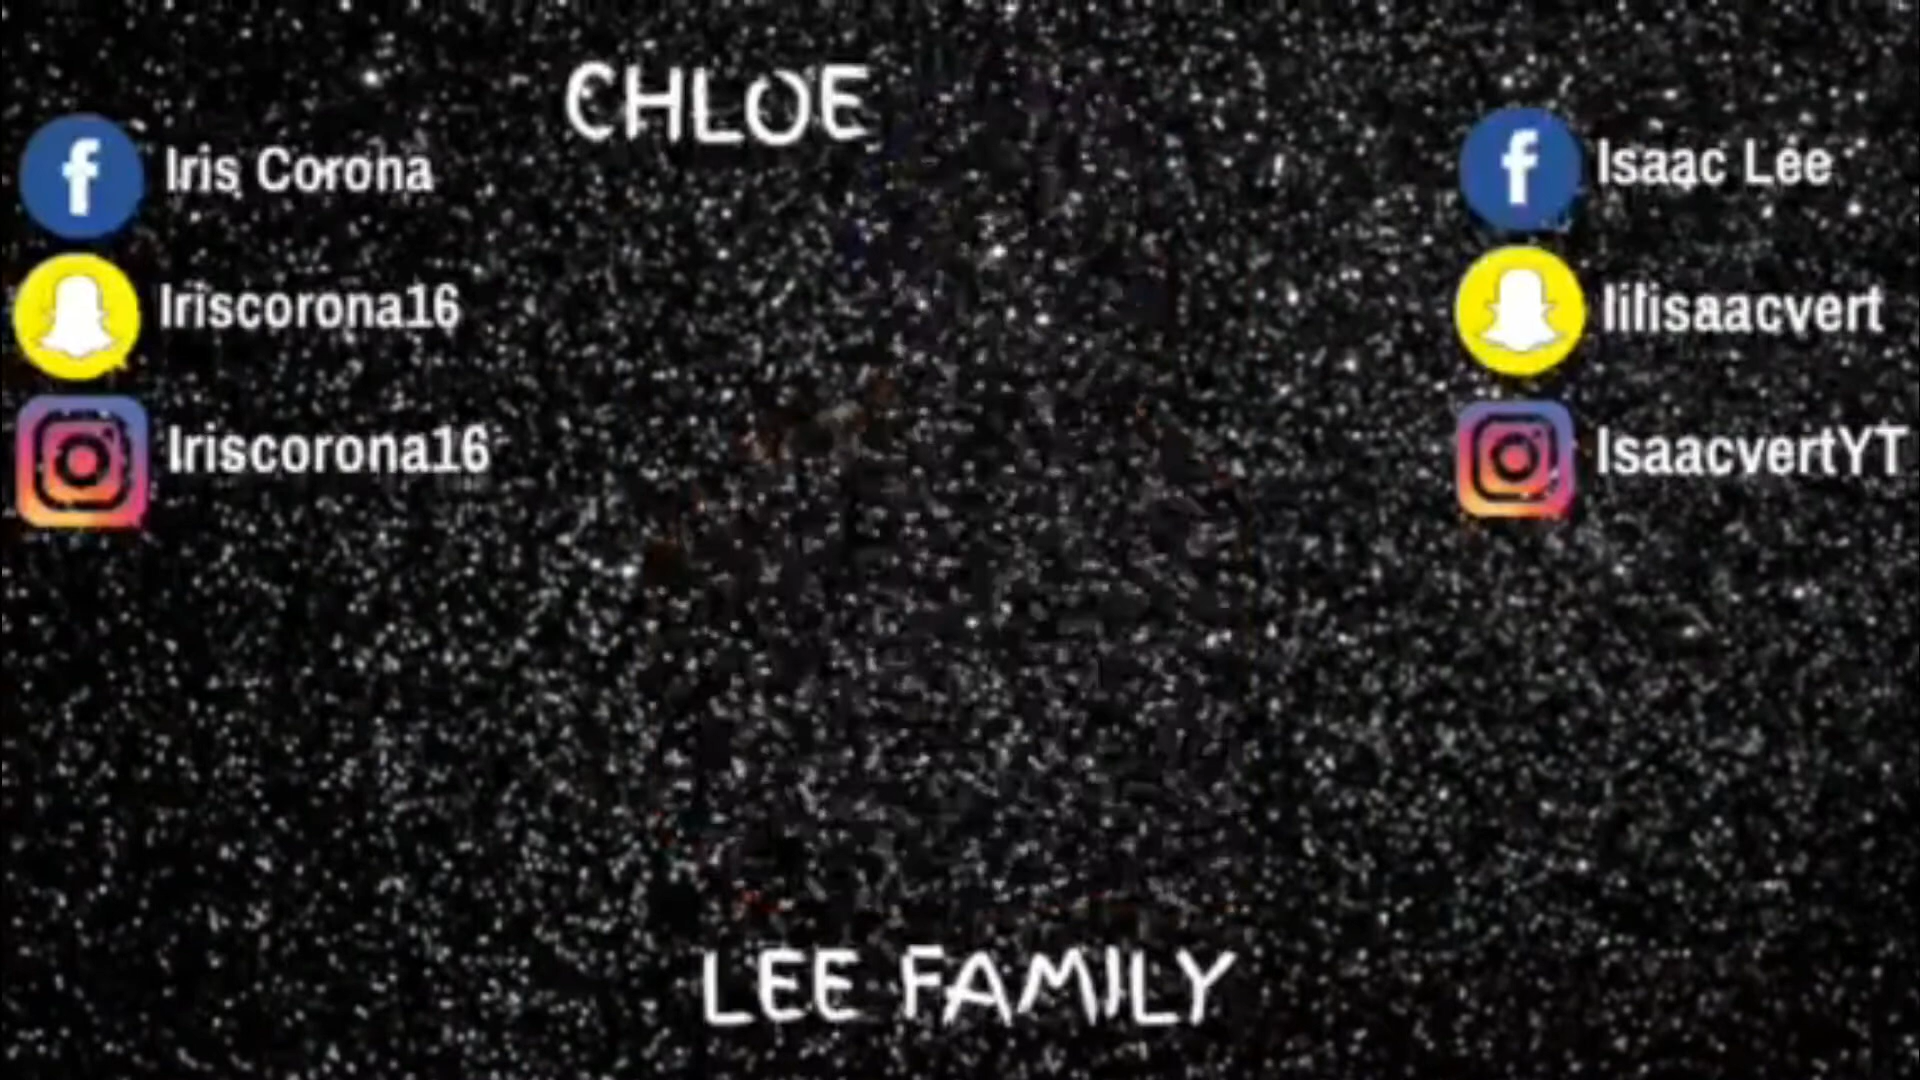 CHLOE
Iris Corona
Iriscorona16
Iriscorona16
Isaac Lee
lilisaacvert
IsaacvertYT
LEE FAMILY